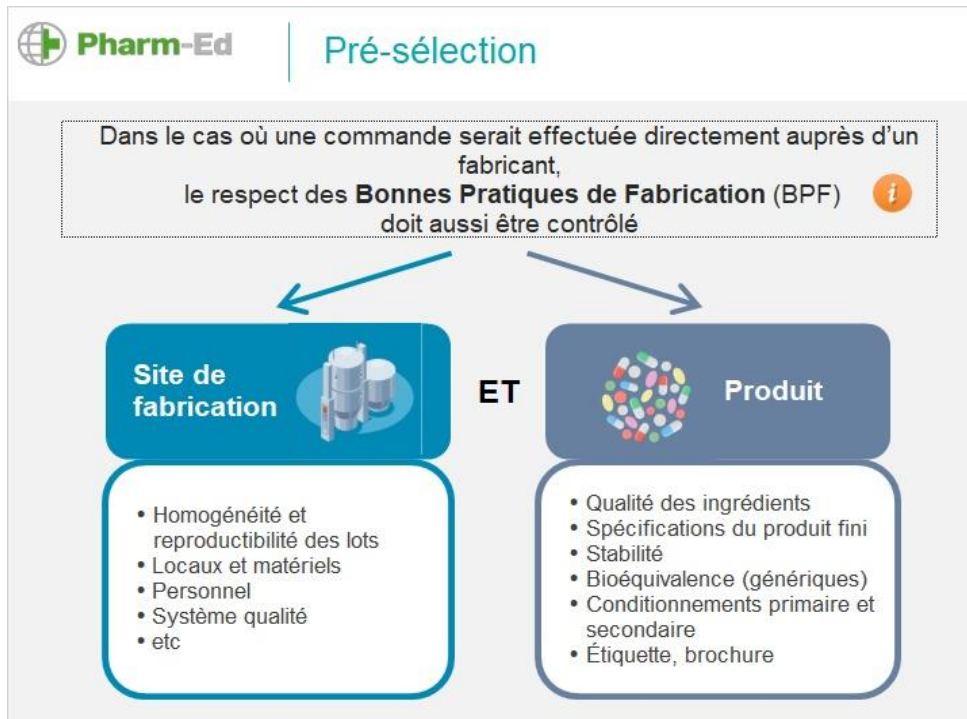 Pharm-Ed
Pré-sélection
Dans le cas où une commande serait effectuée directement auprès d'un
fabricant,
le respect des Bonnes Pratiques de Fabrication (BPF)
i
doit aussi être contrôlé
Site de
fabrication
• Homogénéité et
reproductibilité des lots
• Locaux et matériels
• Personnel
• Système qualité
• etc
ET
Produit
• Qualité des ingrédients
• Spécifications du produit fini
• Stabilité
• Bioéquivalence (génériques)
• Conditionnements primaire et
secondaire
• Étiquette, brochure